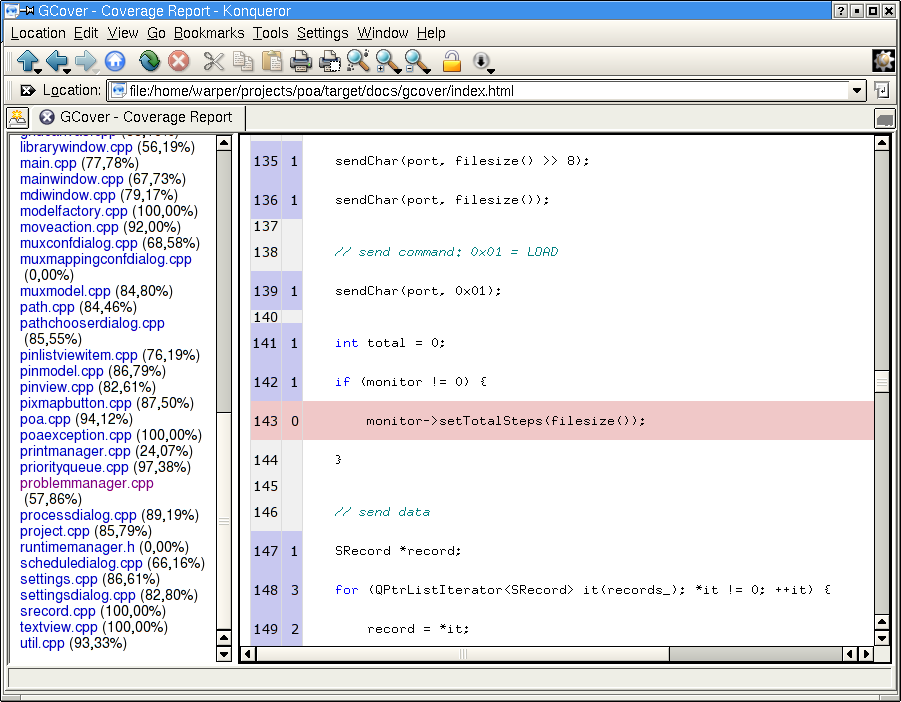 GCover - Coverage Report - Konqueror
Location Edit View Go Bookmarks Tools Settings Window Help
Location: file:/home/warper/projects/poa/target/docs/gcover/index.html
GCover - Coverage Report
librarywindow.cpp (56,19%)
main.cpp (77,78%)
mainwindow.cpp (67,73%)
mdiwindow.cpp (79,17%)
modelfactory.cpp (100,00%)
moveaction.cpp (92,00%)
muxconfdialog.cpp (68,58%)
muxmappingconfdialog.cpp
(0,00%)
muxmodel.cpp (84,80%)
path.cpp (84,46%)
pathchooserdialog.cpp
(85,55%)
pinlistviewitem.cpp (76,19%)
pinmodel.cpp (86,79%)
pinview.cpp (82,61%)
pixmapbutton.cpp (87,50%)
poa.cpp (94,12%)
poaexception.cpp (100,00%)
printmanager.cpp (24,07%)
priorityqueue.cpp (97,38%)
problemmanager.cpp
(57,86%)
processdialog.cpp (89,19%)
project.cpp (85,79%)
runtimemanager.h (0,00%)
scheduledialog.cpp (66,16%)
settings.cpp (86,61%)
settingsdialog.cpp (82,80%)
srecord.cpp (100,00%)
textview.cpp (100,00%)
util.cpp (93,33%)
135 1 sendChar(port, filesize() >> 8);
136 1 sendChar(port, filesize());
137
138 // send command: 0x01 = LOAD
139 1 sendChar(port, 0x01);
140
141 1 int total = 0;
142 1 if (monitor != 0) {
143 0 monitor->setTotalSteps(filesize());
144 }
145
146 // send data
147 1 SRecord *record;
148 3 for (QPtrListIterator<SRecord> it(records_); *it != 0; ++it) {
149 2 record = *it;